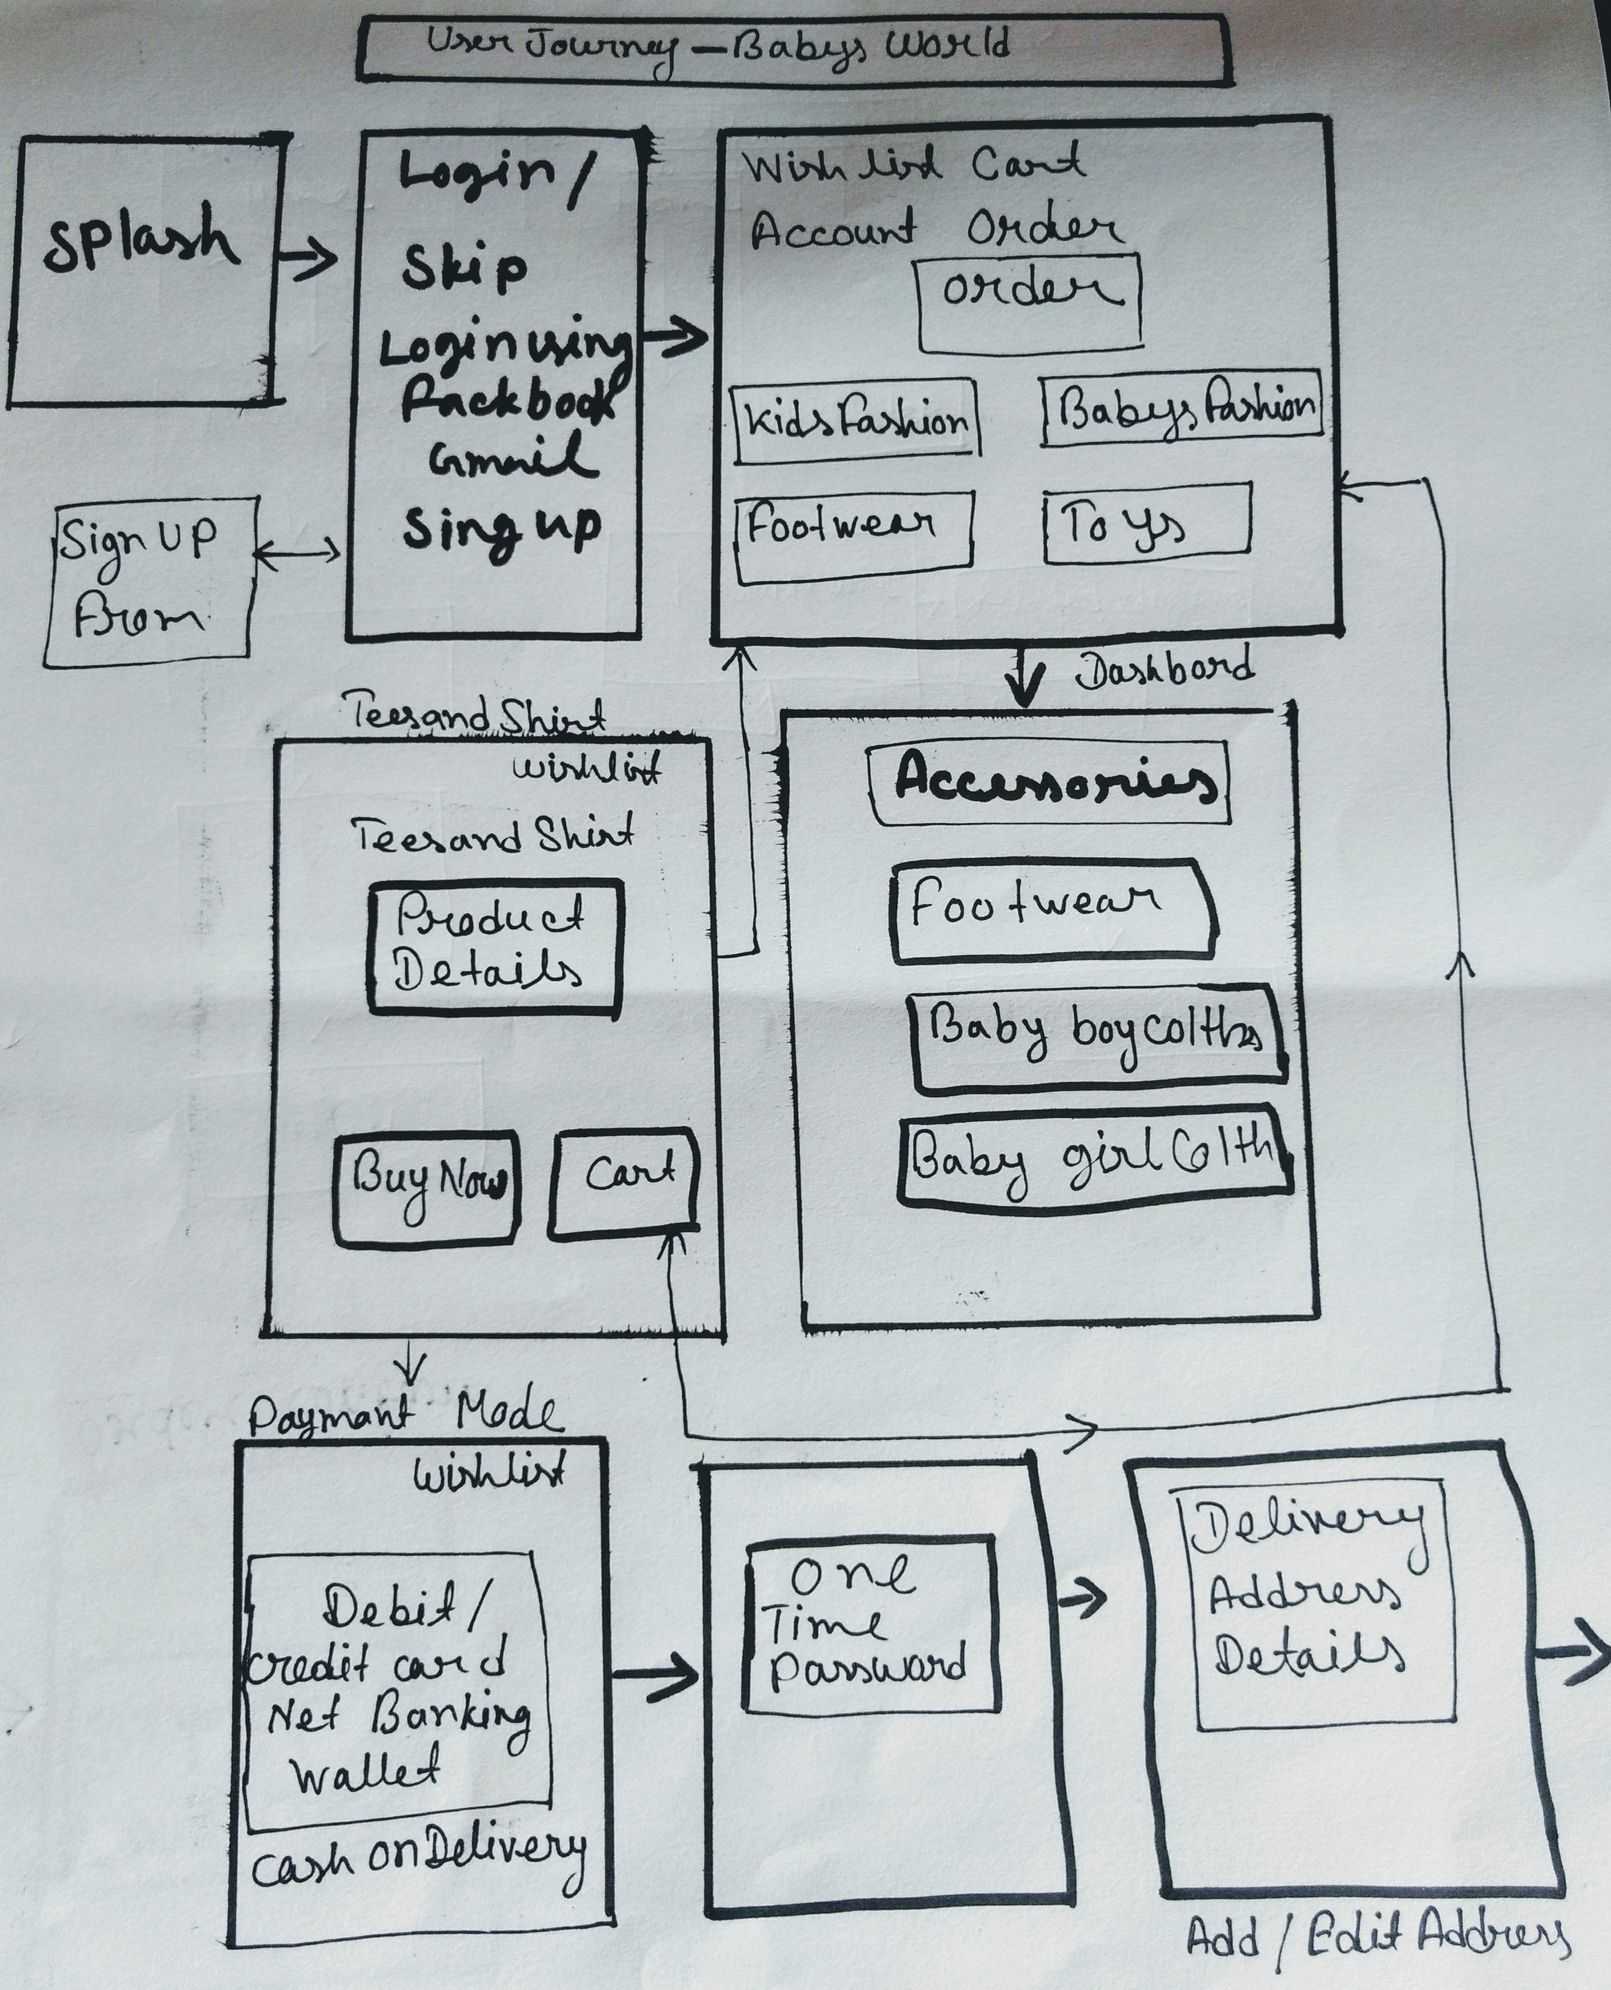 User Journey — Babys World
Splash
Login /
Skip
Login using
Fackbook
Gmail
Sing up
Sign UP
From
Wish list Cart
Account Order
Order
Kids Fashion
Babys Fashion
Footwear
Toys
Dashbord
Tees and Shirt
Wishlist
Tees and Shirt
Product
Details
Buy Now
Cart
Accessories
Footwear
Baby boy colths
Baby girl Colth
Paymant Mode
Wishlist
Debit /
Credit card
Net Banking
Wallet
Cash on Delivery
One
Time
Password
Delivery
Address
Details
Add / Edit Address